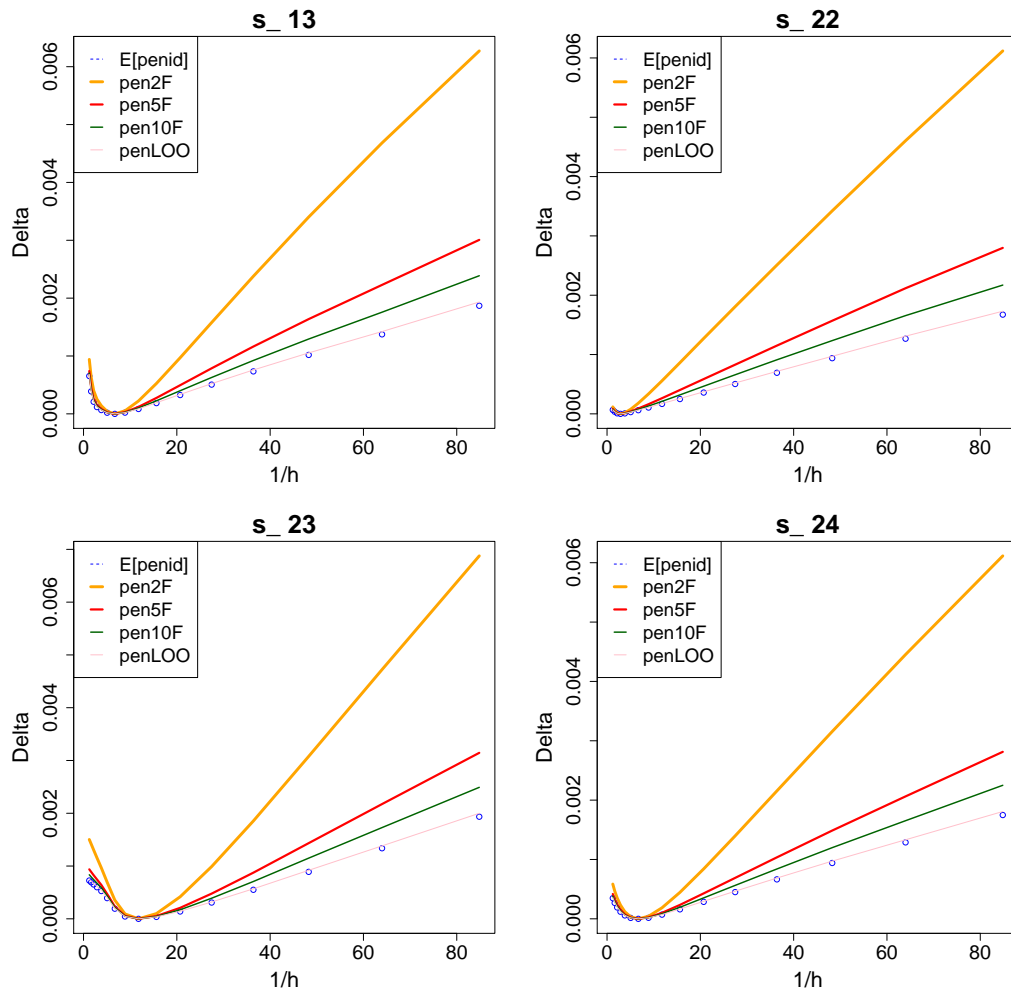 s_ 13
E[penid]
pen2F
pen5F
pen10F
penLOO
Delta
0.000 0.002 0.004 0.006
0 20 40 60 80
1/h
s_ 22
E[penid]
pen2F
pen5F
pen10F
penLOO
Delta
0.000 0.002 0.004 0.006
0 20 40 60 80
1/h
s_ 23
E[penid]
pen2F
pen5F
pen10F
penLOO
Delta
0.000 0.002 0.004 0.006
0 20 40 60 80
1/h
s_ 24
E[penid]
pen2F
pen5F
pen10F
penLOO
Delta
0.000 0.002 0.004 0.006
0 20 40 60 80
1/h